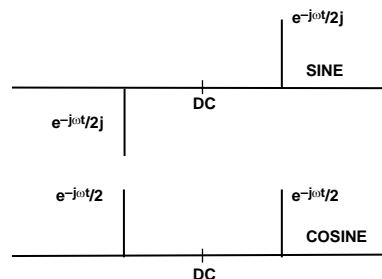 e–jωt/2j
SINE
DC
e–jωt/2j
e–jωt/2
e–jωt/2
COSINE
DC